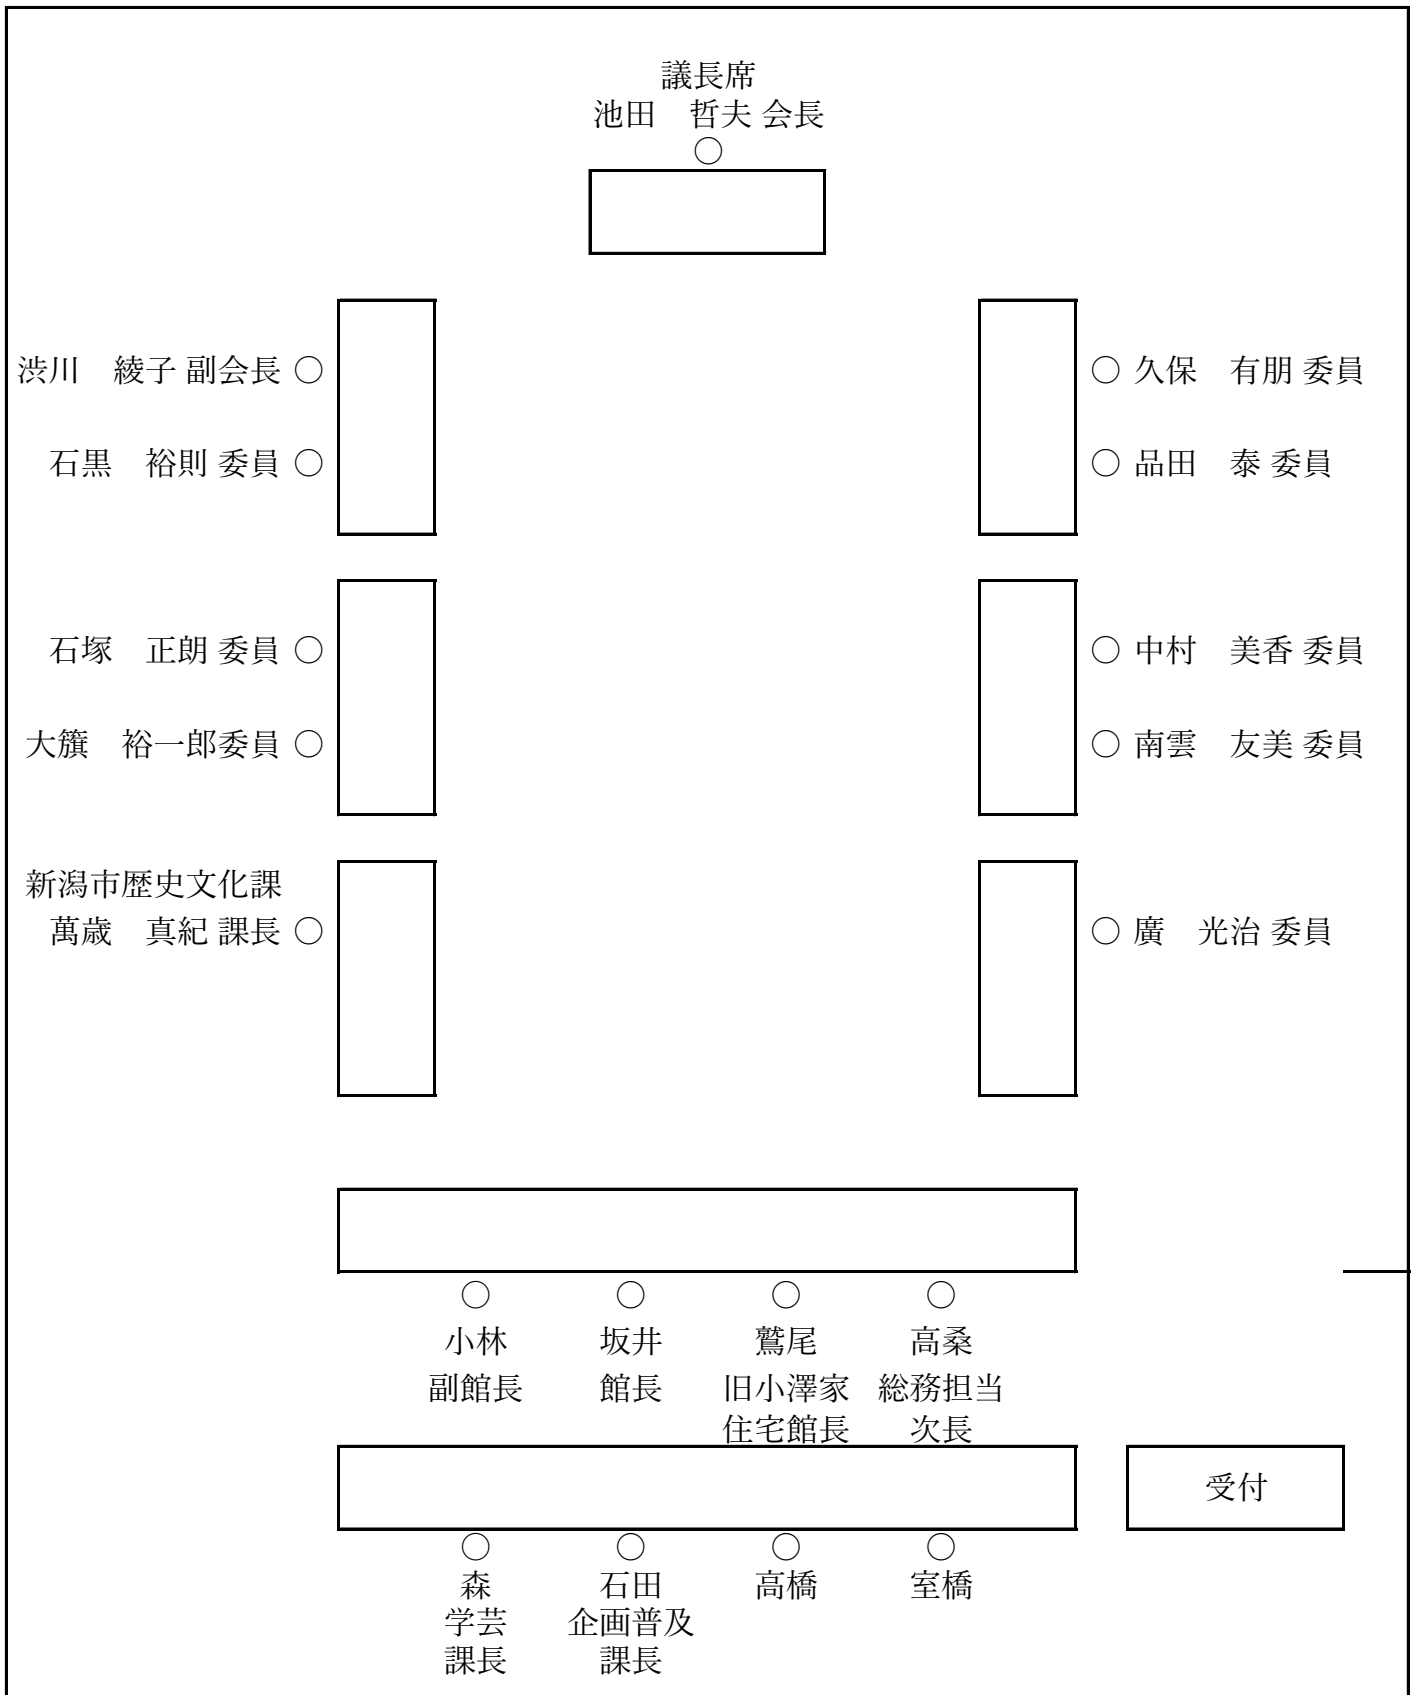 議長席
池田　哲夫 会長
○
渋川　綾子 副会長 ○
○ 久保　有朋 委員
石黒　裕則 委員 ○
○ 品田　泰 委員
石塚　正朗 委員 ○
○ 中村　美香 委員
大簱　裕一郎委員 ○
○ 南雲　友美 委員
新潟市歴史文化課
萬歳　真紀 課長 ○
○ 廣　光治 委員
○ ○ ○ ○
小林 坂井 鷲尾 高桑
副館長 館長 旧小澤家 総務担当
住宅館長 次長
受付
○ ○ ○ ○
森 石田 高橋 室橋
学芸 企画普及
課長 課長